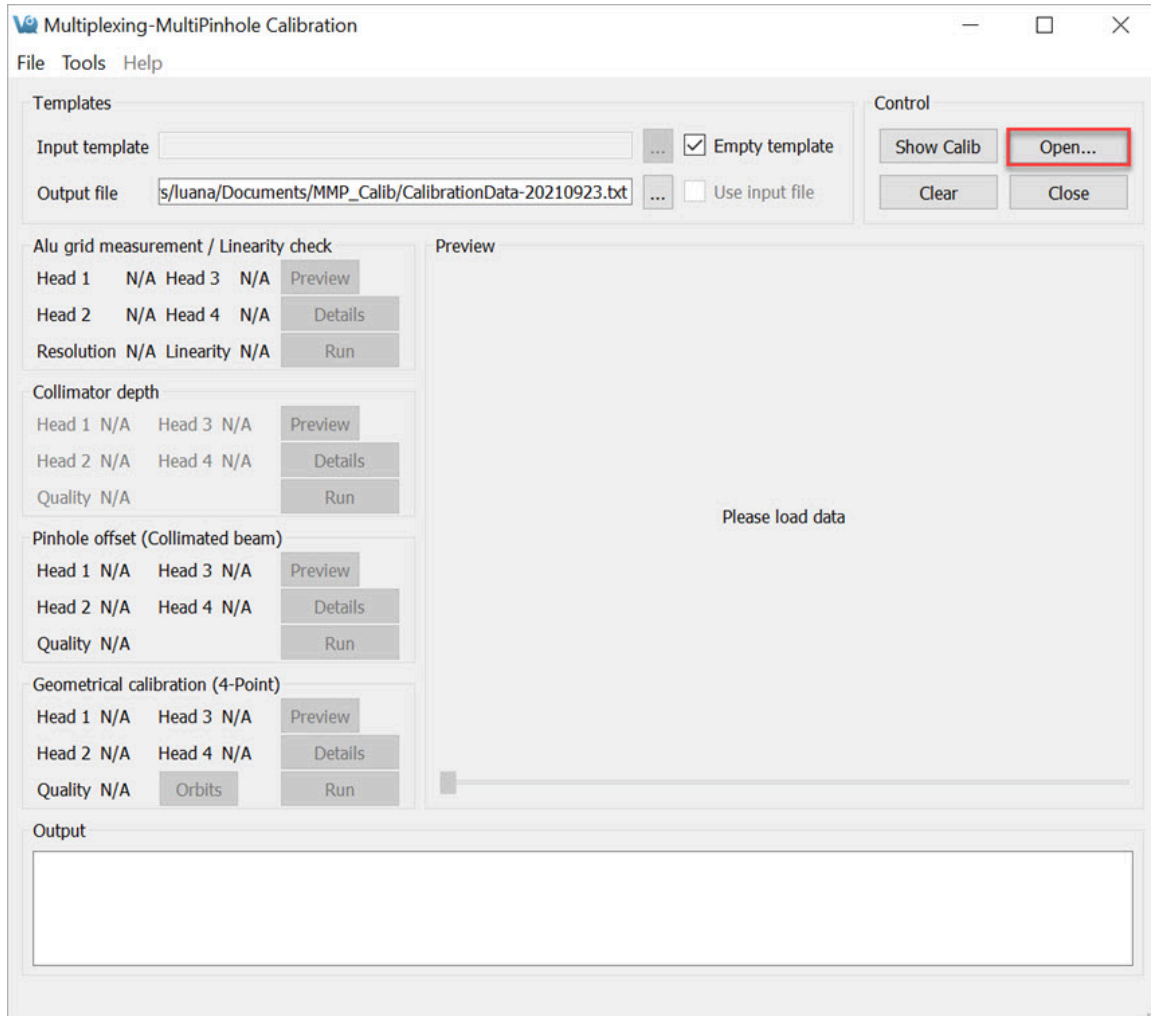 Multiplexing-MultiPinhole Calibration
File Tools Help
Templates
Input template ... Empty template
Output file s/luana/Documents/MMP_Calib/CalibrationData-20210923.txt ... Use input file
Control
Show Calib Open...
Clear Close
Alu grid measurement / Linearity check
Head 1 N/A Head 3 N/A Preview
Head 2 N/A Head 4 N/A Details
Resolution N/A Linearity N/A Run
Collimator depth
Head 1 N/A Head 3 N/A Preview
Head 2 N/A Head 4 N/A Details
Quality N/A Run
Pinhole offset (Collimated beam)
Head 1 N/A Head 3 N/A Preview
Head 2 N/A Head 4 N/A Details
Quality N/A Run
Geometrical calibration (4-Point)
Head 1 N/A Head 3 N/A Preview
Head 2 N/A Head 4 N/A Details
Quality N/A Orbits Run
Preview
Please load data
Output